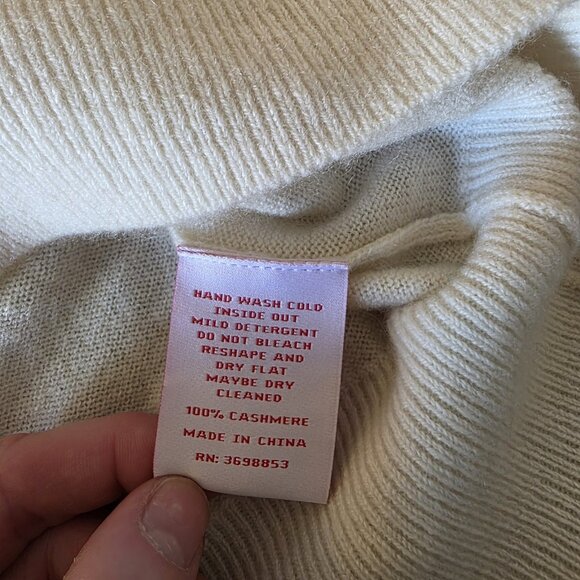 HAND WASH COLD
INSIDE OUT
MILD DETERGENT
DO NOT BLEACH
RESHAPE AND
DRY FLAT
MAYBE DRY
CLEANED
100% CASHMERE
MADE IN CHINA
RN: 3698853